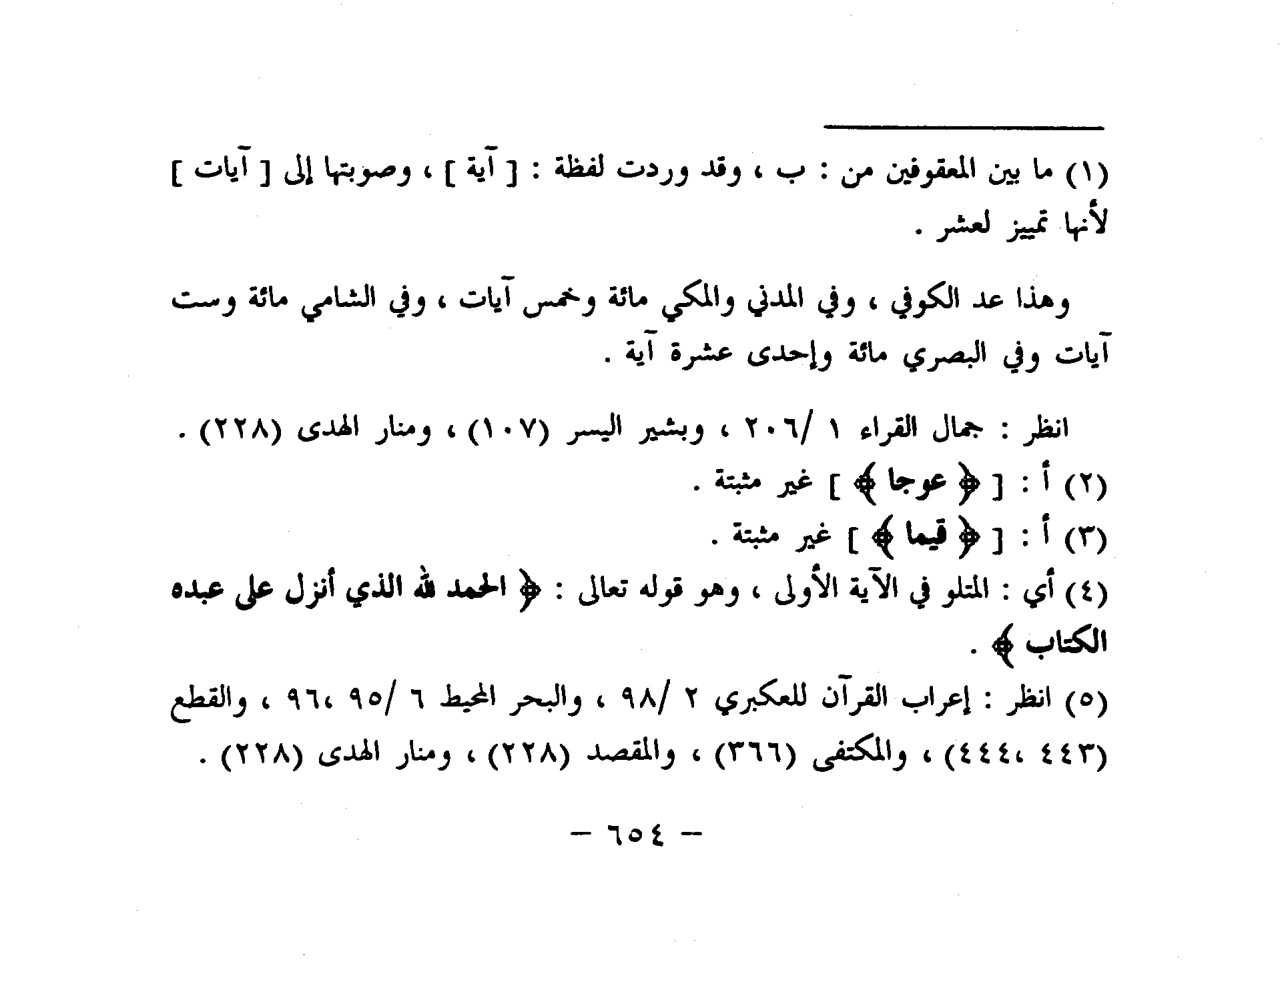 (١) ما بين المعقوفين من : ب ، وقد وردت لفظة : [ آية ] ، وصوبتها إلى [ آيات ]
لأنها تمييز لعشر .
وهذا عد الكوفي ، وفي المدني والمكي مائة وخمس آيات ، وفي الشامي مائة وست
آيات وفي البصري مائة وإحدى عشرة آية .
انظر : جمال القراء ١ /٢٠٦ ، وبشير اليسر (١٠٧) ، ومنار الهدى (٢٢٨) .
(٢) أ : [ ﴿ عوجا ﴾ ] غير مثبتة .
(٣) أ : [ ﴿ قيما ﴾ ] غير مثبتة .
(٤) أي : المتلو في الآية الأولى ، وهو قوله تعالى : ﴿ الحمد لله الذي أنزل على عبده
الكتاب ﴾ .
(٥) انظر : إعراب القرآن للعكبري ٢ /٩٨ ، والبحر المحيط ٦ /٩٥ ،٩٦ ، والقطع
(٤٤٣ ،٤٤٤) ، والمكتفى (٣٦٦) ، والمقصد (٢٢٨) ، ومنار الهدى (٢٢٨) .
– ٦٥٤ –